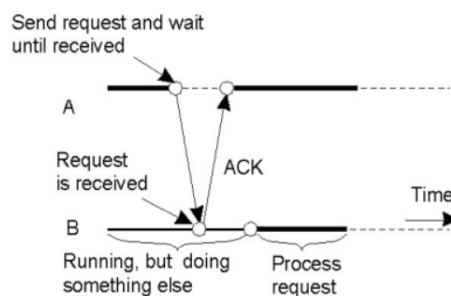 Send request and wait
until received
A
Request
is received
ACK
Time
B
Running, but doing
something else
Process
request